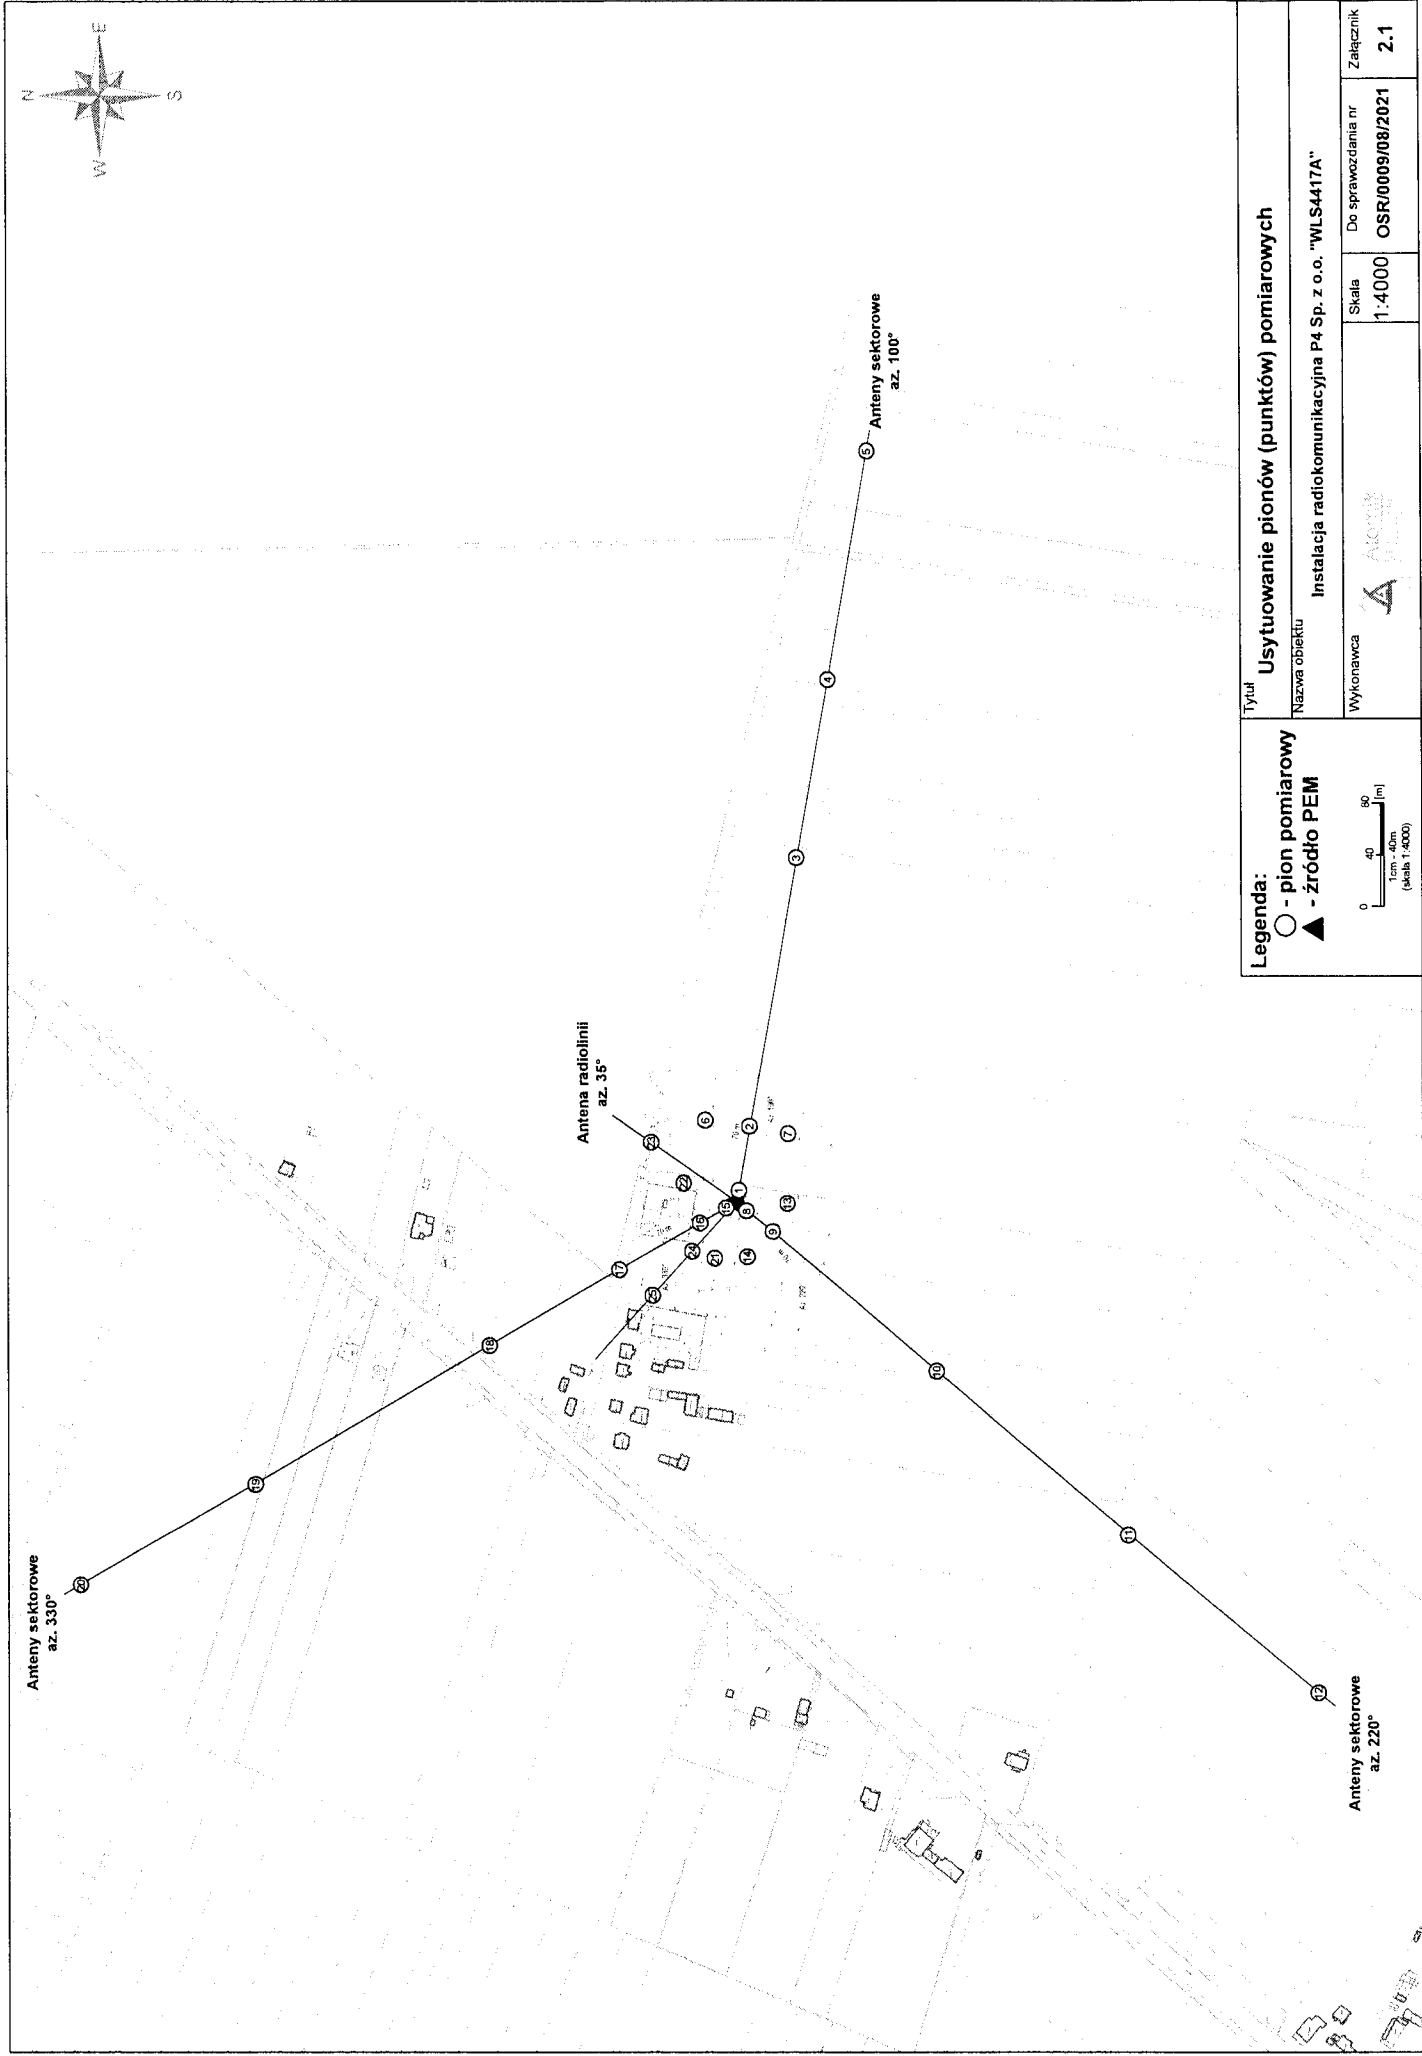 N
W
E
S
Anteny sektorowe
az. 330°
20
19
18
17
16
15
Antena radiolinii
az. 35°
23
22
6
24
25
21
14
1
2
8
9
13
7
3
4
5
Anteny sektorowe
az. 100°
10
11
12
Anteny sektorowe
az. 220°
Legenda:
- pion pomiarowy
- źródło PEM
0 40 80
[m]
1cm - 40m
(skala 1:4000)
Tytuł
Usytuowanie pionów (punktów) pomiarowych
Nazwa obiektu
Instalacja radiokomunikacyjna P4 Sp. z o.o. "WLS4417A"
Wykonawca
Skala
1:4000
Do sprawozdania nr
OSR/0009/08/2021
Załącznik
2.1